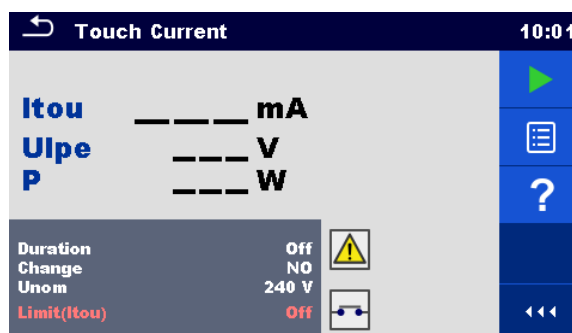 Touch Current 10:01
Itou ____ mA
Ulpe ___ V
P ___ W
?
Duration Off
Change NO
Unom 240 V
Limit(Itou) Off